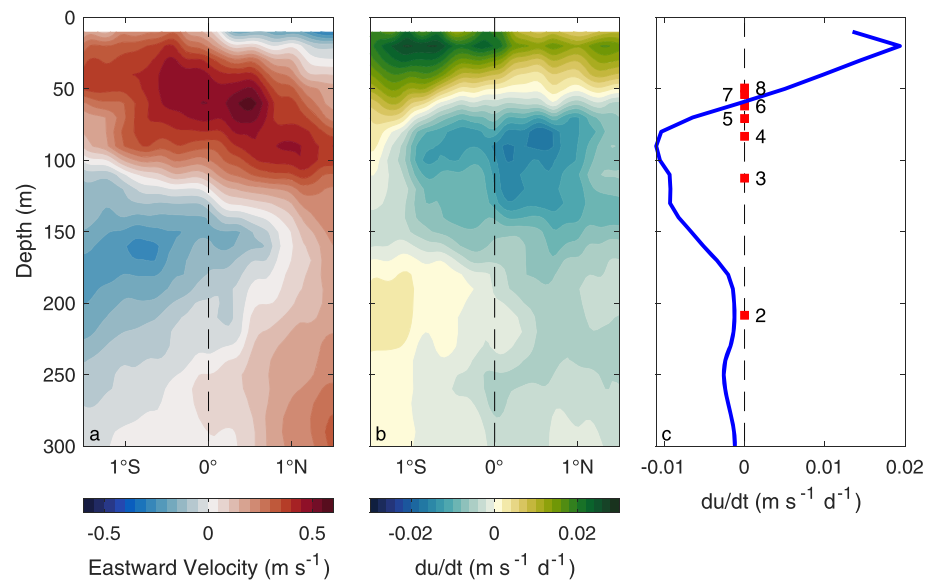 0
50
100
150
200
250
300
Depth (m)
a
1°S
0°
1°N
-0.5
0
0.5
Eastward Velocity (m s⁻¹)
b
1°S
0°
1°N
-0.02
0
0.02
du/dt (m s⁻¹ d⁻¹)
8
7
6
5
4
3
2
c
-0.01
0
0.01
0.02
du/dt (m s⁻¹ d⁻¹)